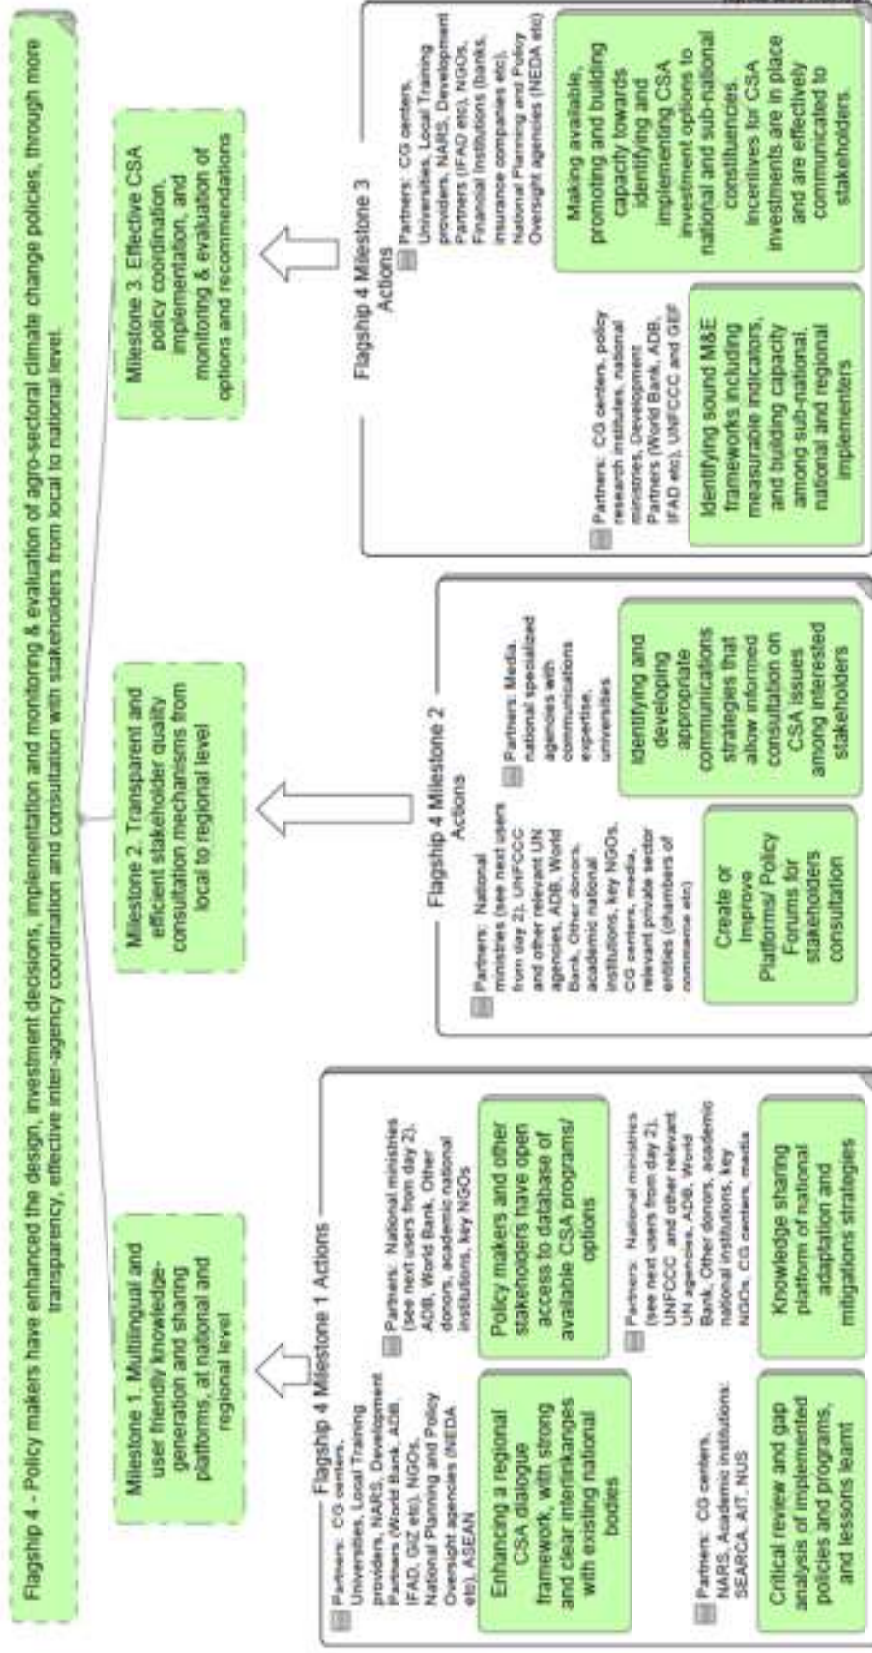 Flagship 4 - Policy makers have enhanced the design, investment decisions, implementation and monitoring & evaluation of agro-sectoral climate change policies, through more
transparency, effective inter-agency coordination and consultation with stakeholders from local to national level.
Milestone 1. Multilingual and
user friendly knowledge-
generation and sharing
platforms, at national and
regional level
Milestone 2. Transparent and
efficient stakeholder quality
consultation mechanisms from
local to regional level
Milestone 3. Effective CSA
policy coordination,
implementation, and
monitoring & evaluation of
options and recommendations
Flagship 4 Milestone 1 Actions
Partners: CG centers,
Universities, Local Training
providers, NARS, Development
Partners (World Bank, ADB,
IFAD, GIZ etc), NGOs,
National Planning and Policy
Oversight agencies (NEDA
etc), ASEAN
Enhancing a regional
CSA dialogue
framework, with strong
and clear interlinkanges
with existing national
bodies
Partners: National ministries
(see next users from day 2),
ADB, World Bank, Other
donors, academic national
institutions, key NGOs
Policy makers and other
stakeholders have open
access to database of
available CSA programs/
options
Partners: CG centers,
NARS, Academic institutions:
SEARCA, AIT, NUS
Critical review and gap
analysis of implemented
policies and programs,
and lessons learnt
Partners: National ministries
(see next users from day 2),
UNFCCC and other relevant
UN agencies, ADB, World
Bank, Other donors, academic
national institutions, key
NGOs, CG centers, media
Knowledge sharing
platform of national
adaptation and
mitigations strategies
Flagship 4 Milestone 2
Actions
Partners: National
ministries (see next users
from day 2), UNFCCC
and other relevant UN
agencies, ADB, World
Bank, Other donors,
academic national
institutions, key NGOs,
CG centers, media,
relevant private sector
entities (chambers of
commerce etc)
Create or
Improve
Platforms/ Policy
Forums for
stakeholders
consultation
Partners: Media,
national specialized
agencies with
communications
expertise,
universities
Identifying and
developing
appropriate
communications
strategies that
allow informed
consultation on
CSA issues
among interested
stakeholders
Flagship 4 Milestone 3
Actions
Partners: CG centers, policy
research institutes, national
ministries, Development
Partners (World Bank, ADB,
IFAD etc), UNFCCC and GEF
Identifying sound M&E
frameworks including
measurable indicators,
and building capacity
among sub-national,
national and regional
implementers
Partners: CG centers,
Universities, Local Training
providers, NARS, Development
Partners (IFAD etc), NGOs,
Financial Institutions (banks,
insurance companies etc),
National Planning and Policy
Oversight agencies (NEDA etc)
Making available,
promoting and building
capacity towards
identifying and
implementing CSA
investment options to
national and sub-national
constituencies.
Incentives for CSA
investments are in place
and are effectively
communicated to
stakeholders.